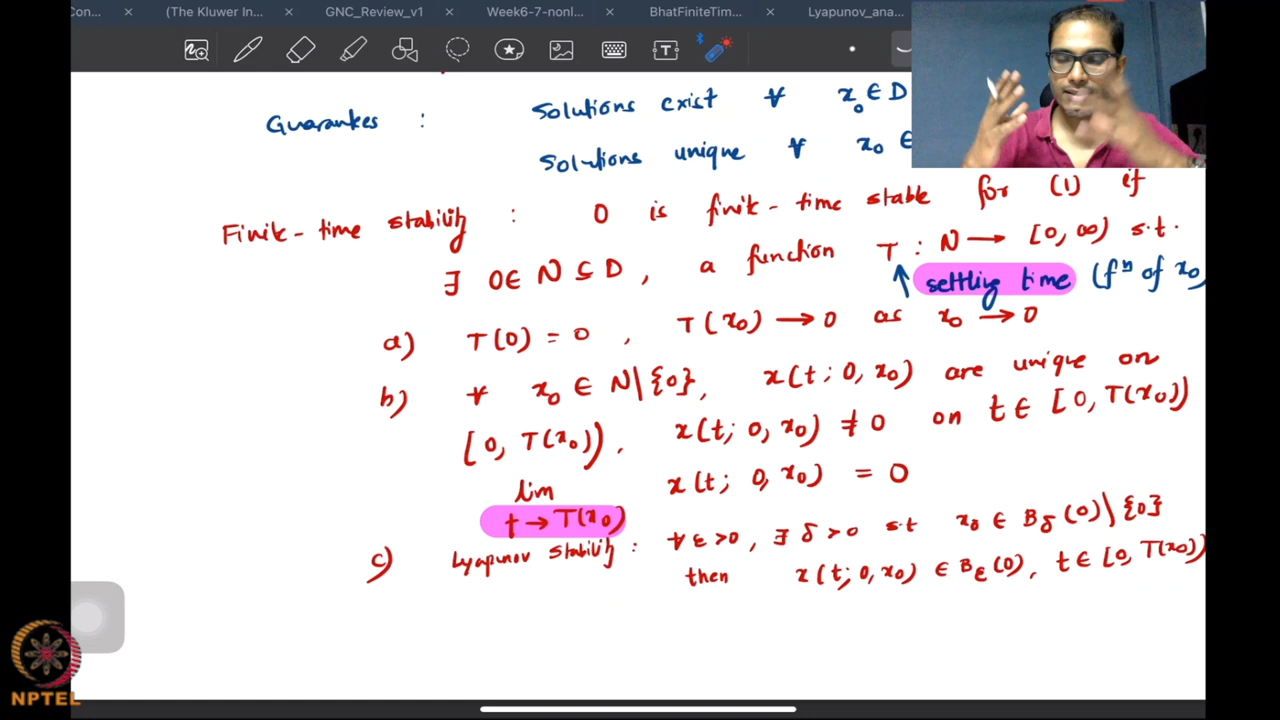 Con...
(The Kluwer In...
GNC_Review_v1
Week6-7-nonl...
BhatFiniteTim...
Lyapunov_ana...
Guarantees : Solutions exist ∀ x₀ ∈ D
Solutions unique ∀ x₀ ∈
Finite-time stability : 0 is finite-time stable for (1) if
∃ 0 ∈ N ⊆ D, a function T : N → [0, ∞) s.t.
↑ settling time (fⁿ of x₀
a) T(0) = 0, T(x₀) → 0 as x₀ → 0
b) ∀ x₀ ∈ N\{0}, x(t; 0, x₀) are unique on
[0, T(x₀)), x(t; 0, x₀) ≠ 0 on t ∈ [0, T(x₀))
lim x(t; 0, x₀) = 0
t → T(x₀)
c) Lyapunov stability : ∀ ε > 0, ∃ δ > 0 s.t x₀ ∈ B_δ(0)\{0}
then x(t; 0, x₀) ∈ B_ε(0), t ∈ [0, T(x₀))
NPTEL